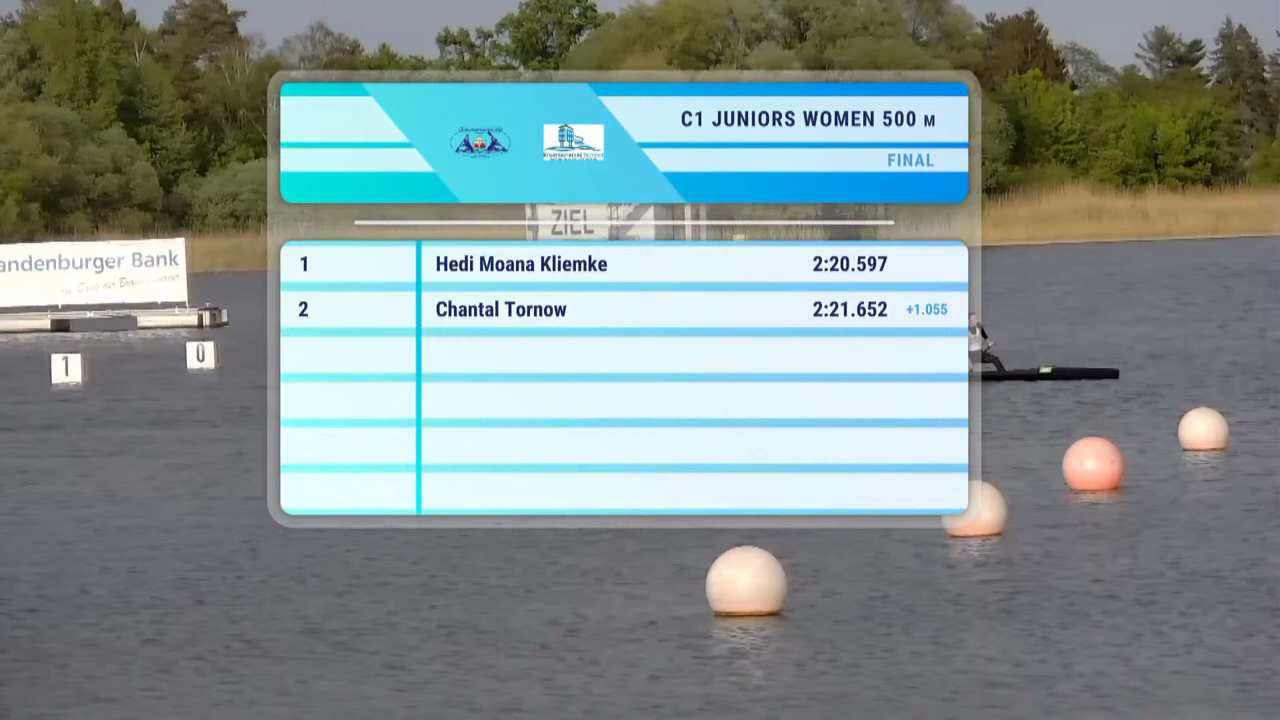 C1 JUNIORS WOMEN 500 M
FINAL
ZIEL
andenburger Bank
1 Hedi Moana Kliemke 2:20.597
2 Chantal Tornow 2:21.652 +1.055
1
0